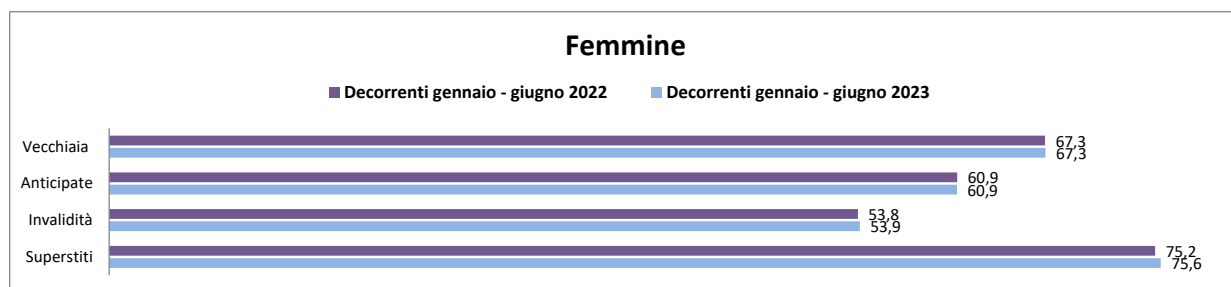 Femmine
Decorrenti gennaio - giugno 2022
Decorrenti gennaio - giugno 2023
Vecchiaia
67,3
67,3
Anticipate
60,9
60,9
Invalidità
53,8
53,9
Superstiti
75,2
75,6